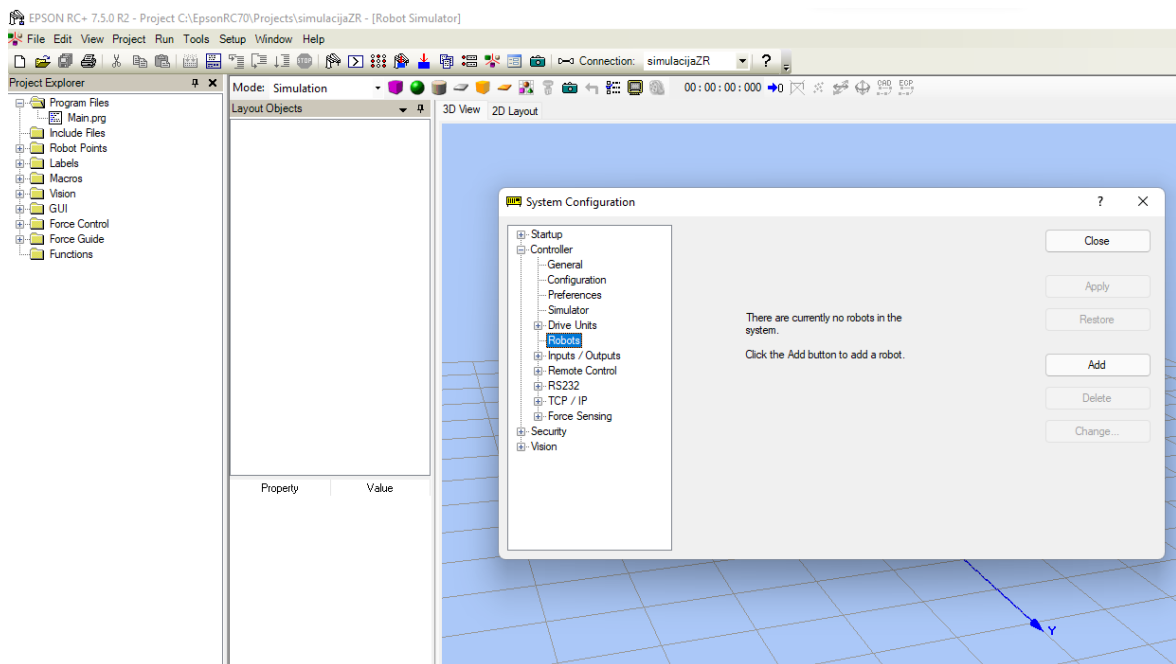 EPSON RC+ 7.5.0 R2 - Project C:\EpsonRC70\Projects\simulacijaZR - [Robot Simulator]
File Edit View Project Run Tools Setup Window Help
Connection: simulacijaZR
Project Explorer
Program Files
Main.prg
Include Files
Robot Points
Labels
Macros
Vision
GUI
Force Control
Force Guide
Functions
Mode: Simulation
00:00:00:000
CAD
ECP
Layout Objects
Property Value
3D View 2D Layout
System Configuration
Startup
Controller
General
Configuration
Preferences
Simulator
Drive Units
Robots
Inputs / Outputs
Remote Control
RS232
TCP / IP
Force Sensing
Security
Vision
There are currently no robots in the
system.
Click the Add button to add a robot.
Close
Apply
Restore
Add
Delete
Change...
Y